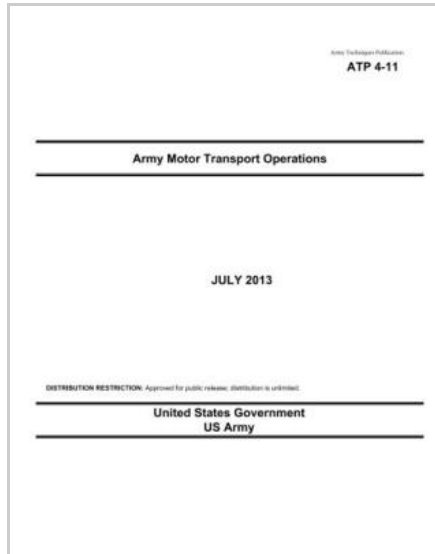 Army Techniques Publication
ATP 4-11
Army Motor Transport Operations
JULY 2013
DISTRIBUTION RESTRICTION: Approved for public release; distribution is unlimited.
United States Government
US Army